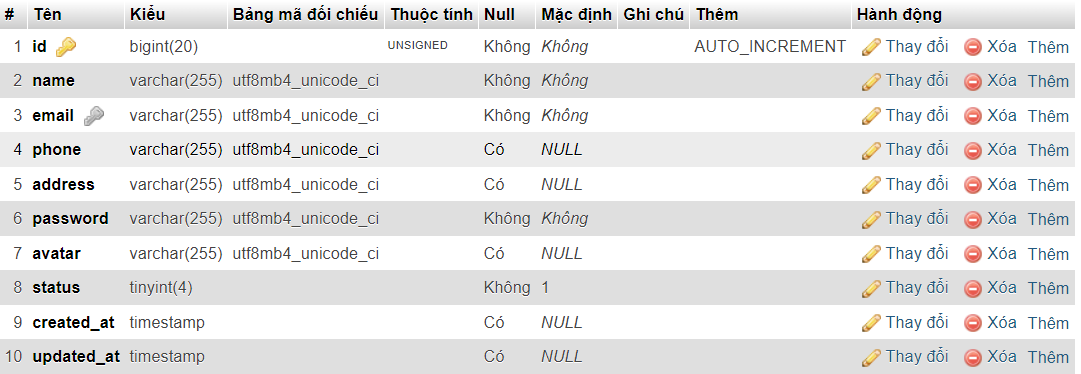 # Tên Kiểu Bảng mã đối chiếu Thuộc tính Null Mặc định Ghi chú Thêm Hành động
1 id bigint(20) UNSIGNED Không Không AUTO_INCREMENT Thay đổi Xóa Thêm
2 name varchar(255) utf8mb4_unicode_ci Không Không Thay đổi Xóa Thêm
3 email varchar(255) utf8mb4_unicode_ci Không Không Thay đổi Xóa Thêm
4 phone varchar(255) utf8mb4_unicode_ci Có NULL Thay đổi Xóa Thêm
5 address varchar(255) utf8mb4_unicode_ci Có NULL Thay đổi Xóa Thêm
6 password varchar(255) utf8mb4_unicode_ci Không Không Thay đổi Xóa Thêm
7 avatar varchar(255) utf8mb4_unicode_ci Có NULL Thay đổi Xóa Thêm
8 status tinyint(4) Không 1 Thay đổi Xóa Thêm
9 created_at timestamp Có NULL Thay đổi Xóa Thêm
10 updated_at timestamp Có NULL Thay đổi Xóa Thêm